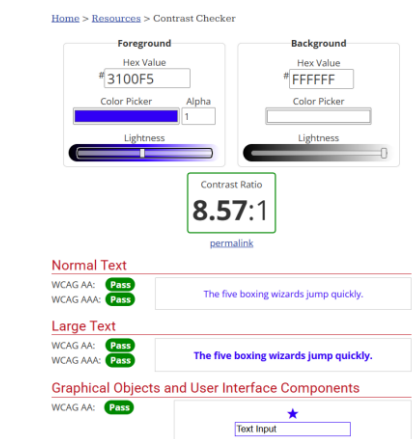 Home > Resources > Contrast Checker
Foreground
Hex Value
# 3100F5
Color Picker Alpha
1
Lightness
Background
Hex Value
# FFFFFF
Color Picker
Lightness
Contrast Ratio
8.57:1
permalink
Normal Text
WCAG AA: Pass
WCAG AAA: Pass
The five boxing wizards jump quickly.
Large Text
WCAG AA: Pass
WCAG AAA: Pass
The five boxing wizards jump quickly.
Graphical Objects and User Interface Components
WCAG AA: Pass
Text Input